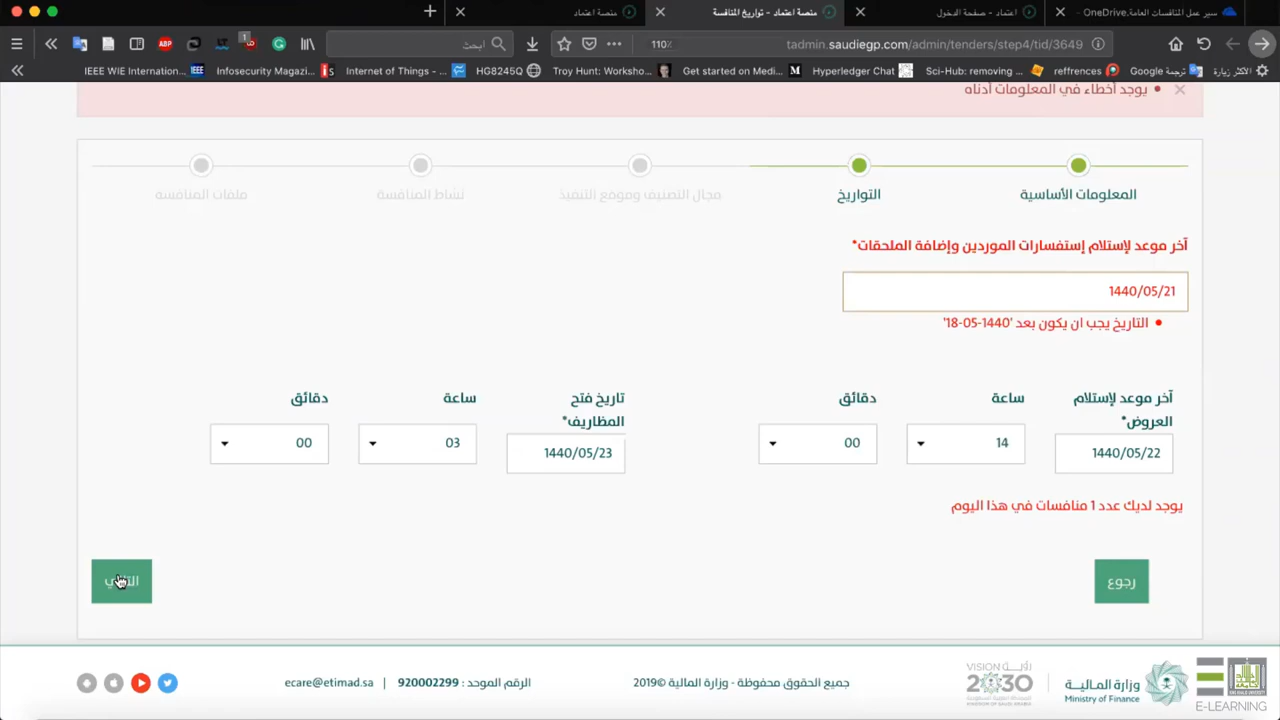 سير عمل المنافسات العامة.OneDrive
اعتماد - صفحة الدخول
منصة اعتماد - تواريخ المنافسة
منصة اعتماد
tadmin.saudiegp.com/admin/tenders/step4/tid/3649
110٪
ابحث
الأكثر زيارة
ترجمة Google
reffrences
Sci-Hub: removing ...
Hyperledger Chat
Get started on Medi...
Troy Hunt: Worksho...
HG8245Q
Internet of Things - ...
Infosecurity Magazi...
IEEE WIE Internation...
يوجد أخطاء في المعلومات أدناه
المعلومات الأساسية
التواريخ
مجال التصنيف وموقع التنفيذ
نشاط المنافسة
ملفات المنافسة
آخر موعد لإستلام إستفسارات الموردين وإضافة الملحقات*
1440/05/21
التاريخ يجب ان يكون بعد '1440-05-18'
آخر موعد لإستلام العروض*
ساعة
دقائق
1440/05/22
14
00
تاريخ فتح المظاريف*
ساعة
دقائق
1440/05/23
03
00
يوجد لديك عدد 1 منافسات في هذا اليوم
رجوع
ecare@etimad.sa | الرقم الموحد : 920002299
جميع الحقوق محفوظة - وزارة المالية ©2019
VISION رؤيـــة
2030
وزارة الماليـة
Ministry of Finance
E-LEARNING